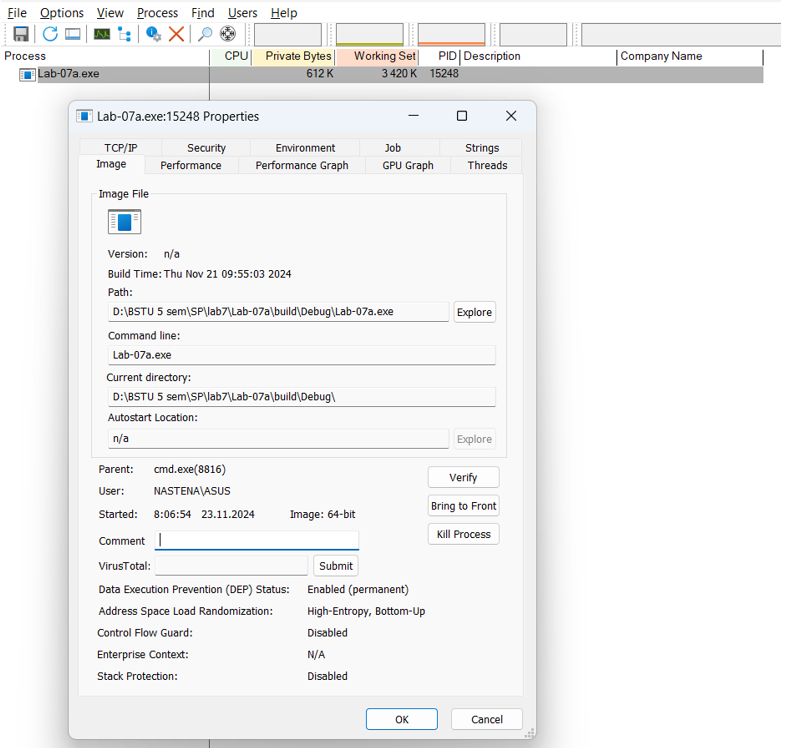 File Options View Process Find Users Help
Process CPU Private Bytes Working Set PID Description Company Name
Lab-07a.exe 612 K 3 420 K 15248
Lab-07a.exe:15248 Properties
TCP/IP Security Environment Job Strings
Image Performance Performance Graph GPU Graph Threads
Image File
Version: n/a
Build Time: Thu Nov 21 09:55:03 2024
Path:
D:\BSTU 5 sem\SP\lab7\Lab-07a\build\Debug\Lab-07a.exe Explore
Command line:
Lab-07a.exe
Current directory:
D:\BSTU 5 sem\SP\lab7\Lab-07a\build\Debug\
Autostart Location:
n/a Explore
Parent: cmd.exe(8816)
Verify
User: NASTENA\ASUS
Bring to Front
Started: 8:06:54 23.11.2024 Image: 64-bit
Kill Process
Comment
VirusTotal: Submit
Data Execution Prevention (DEP) Status: Enabled (permanent)
Address Space Load Randomization: High-Entropy, Bottom-Up
Control Flow Guard: Disabled
Enterprise Context: N/A
Stack Protection: Disabled
OK Cancel